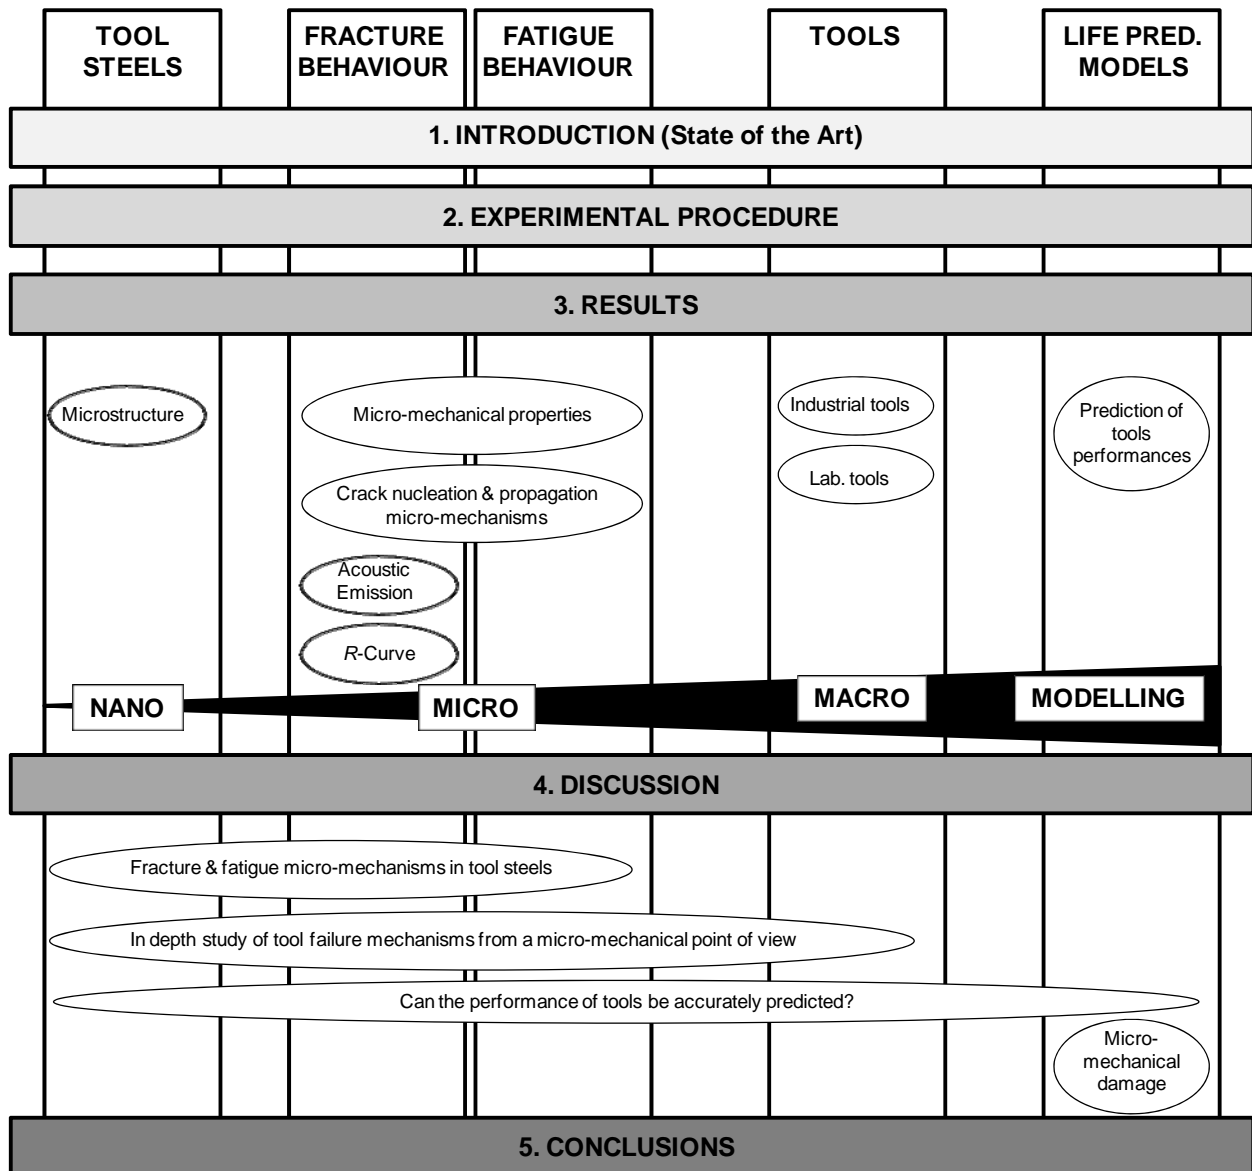 TOOL
STEELS
FRACTURE
BEHAVIOUR
FATIGUE
BEHAVIOUR
TOOLS
LIFE PRED.
MODELS
1. INTRODUCTION (State of the Art)
2. EXPERIMENTAL PROCEDURE
3. RESULTS
Microstructure
Micro-mechanical properties
Industrial tools
Prediction of
tools
performances
Lab. tools
Crack nucleation & propagation
micro-mechanisms
Acoustic
Emission
R-Curve
NANO
MICRO
MACRO
MODELLING
4. DISCUSSION
Fracture & fatigue micro-mechanisms in tool steels
In depth study of tool failure mechanisms from a micro-mechanical point of view
Can the performance of tools be accurately predicted?
Micro-
mechanical
damage
5. CONCLUSIONS